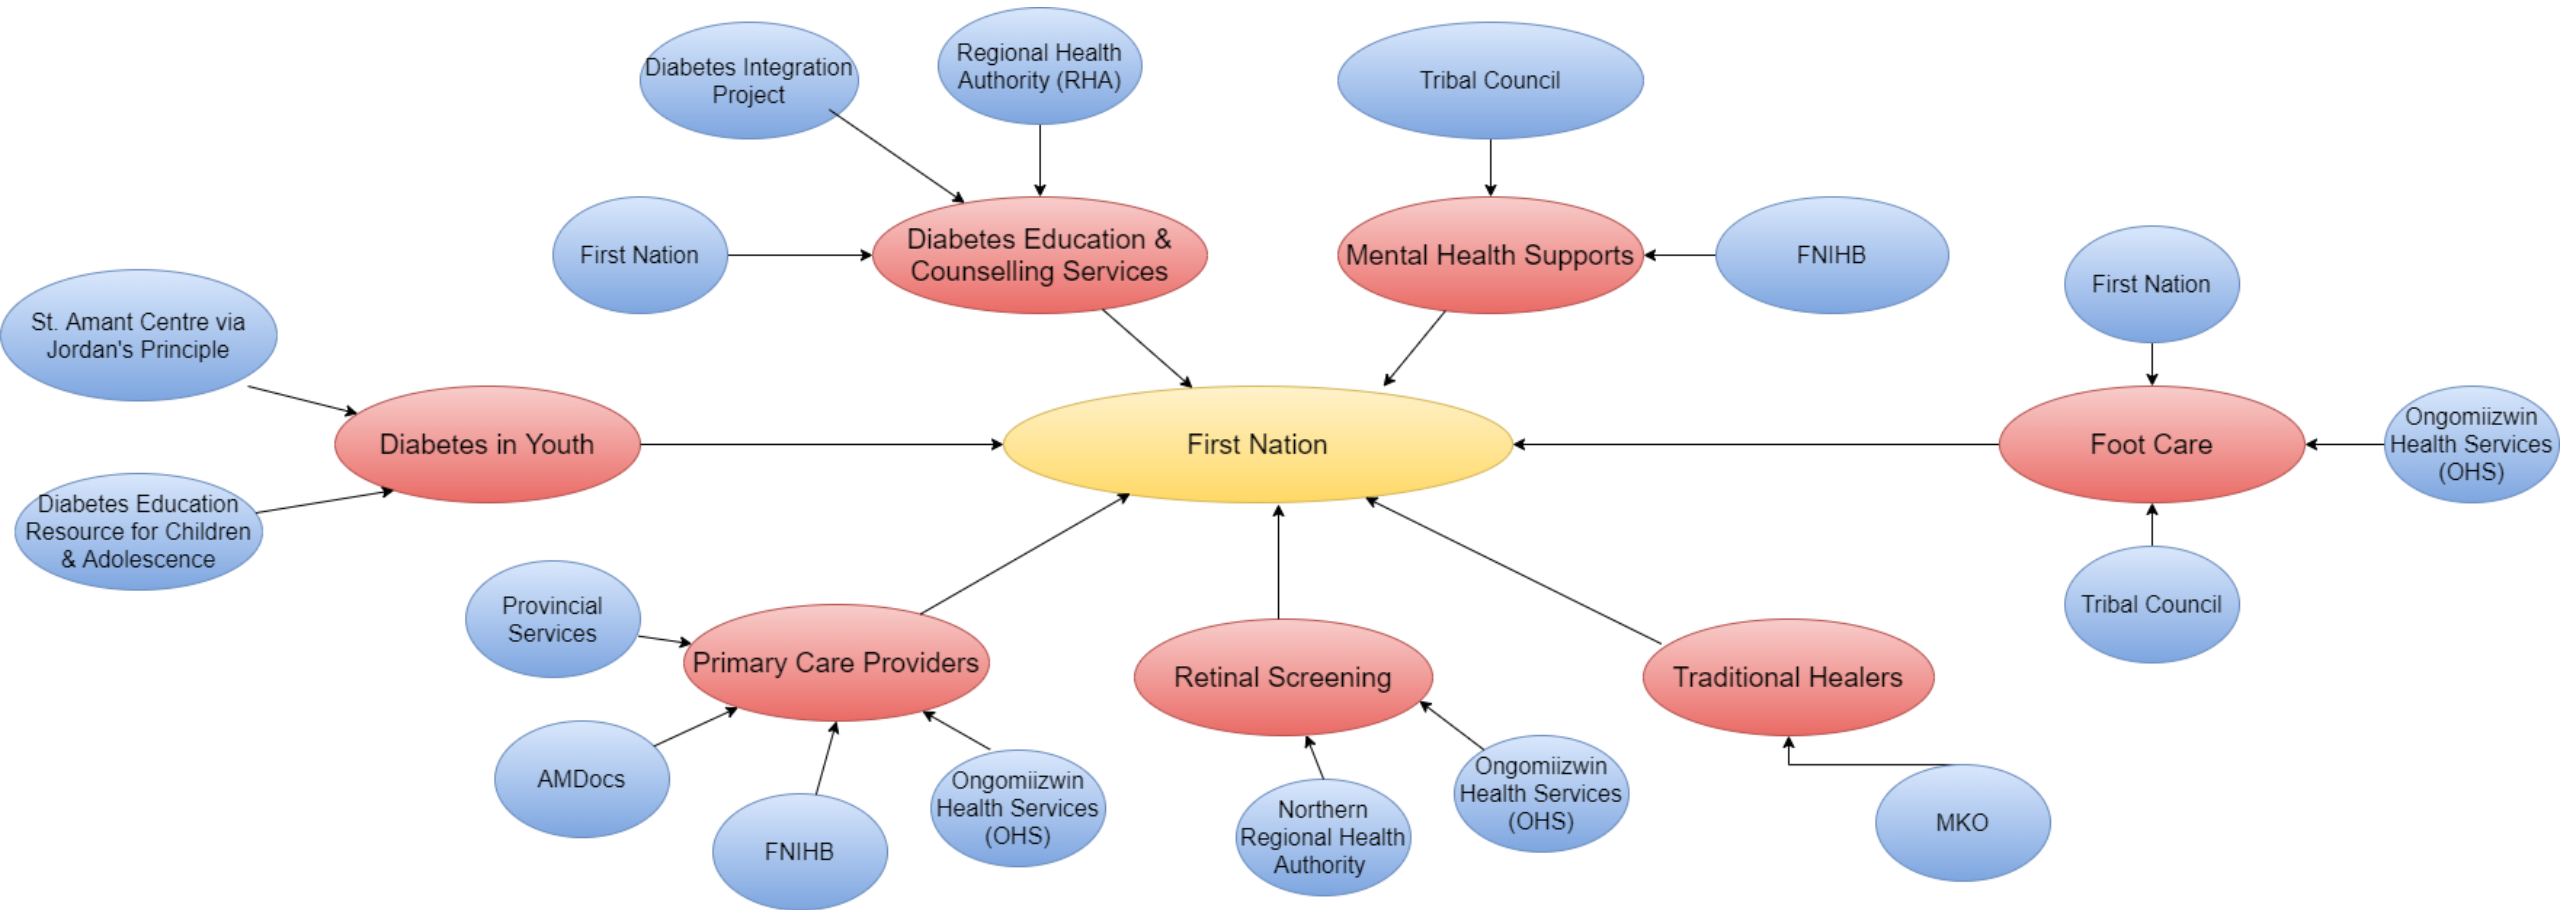 Diabetes Integration
Project
Regional Health
Authority (RHA)
Tribal Council
First Nation
Diabetes Education &
Counselling Services
Mental Health Supports
FNIHB
First Nation
St. Amant Centre via
Jordan's Principle
Diabetes in Youth
First Nation
Foot Care
Ongomiizwin
Health Services
(OHS)
Diabetes Education
Resource for Children
& Adolescence
Provincial
Services
Tribal Council
Primary Care Providers
Retinal Screening
Traditional Healers
AMDocs
FNIHB
Ongomiizwin
Health Services
(OHS)
Northern
Regional Health
Authority
Ongomiizwin
Health Services
(OHS)
MKO